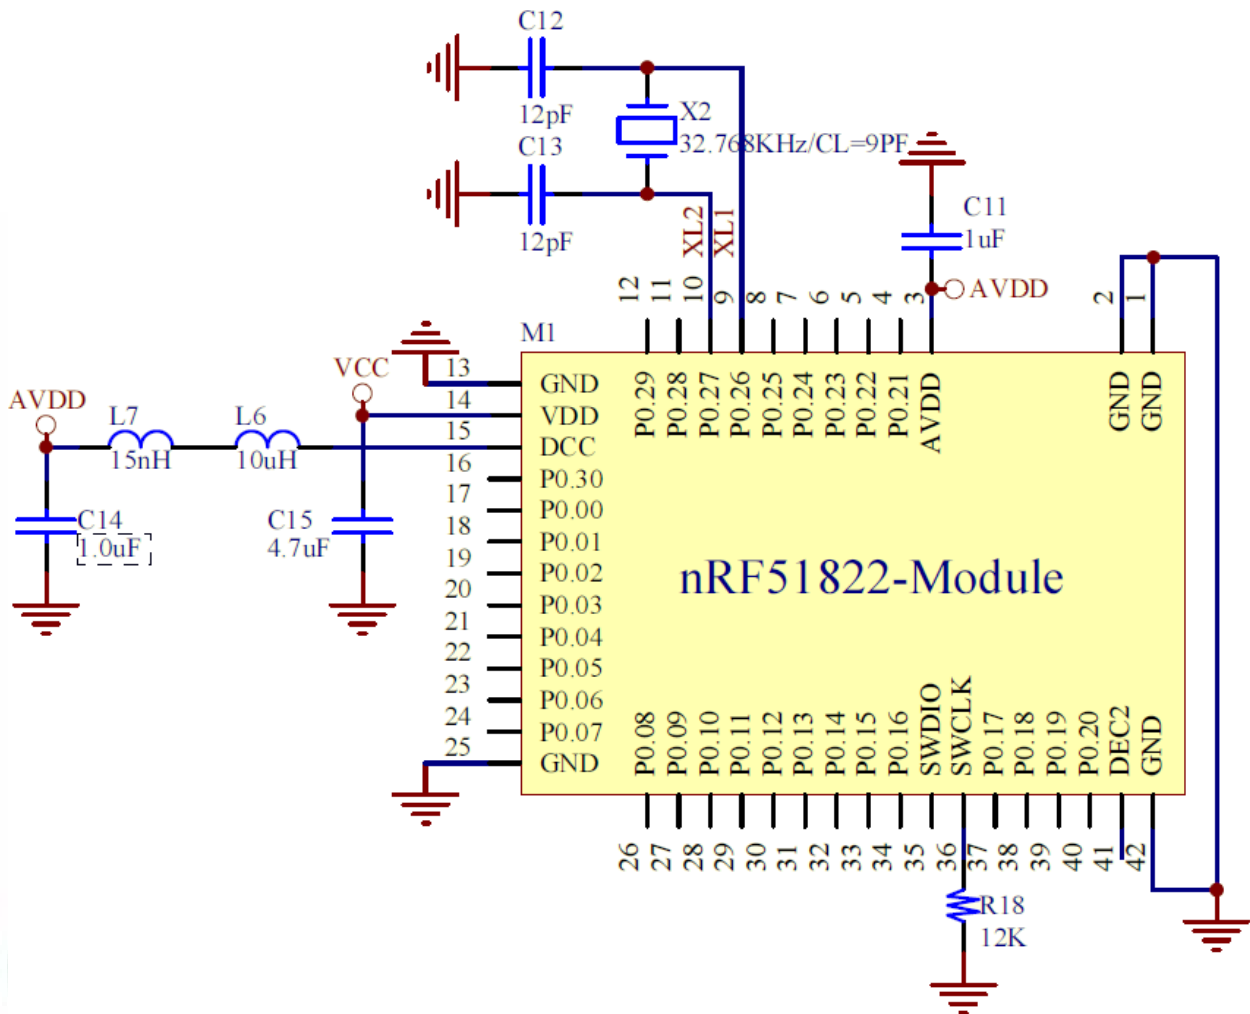 C12
12pF
X2
32.768KHz/CL=9PF
C13
12pF
XL2
XL1
C11
1uF
AVDD
12
11
10
9
8
7
6
5
4
3
2
1
M1
P0.29
P0.28
P0.27
P0.26
P0.25
P0.24
P0.23
P0.22
P0.21
AVDD
GND
GND
VCC
AVDD
L7
15nH
L6
10uH
C14
1.0uF
C15
4.7uF
13 GND
14 VDD
15 DCC
16 P0.30
17 P0.00
18 P0.01
19 P0.02
20 P0.03
21 P0.04
22 P0.05
23 P0.06
24 P0.07
25 GND
nRF51822-Module
P0.08
P0.09
P0.10
P0.11
P0.12
P0.13
P0.14
P0.15
P0.16
SWDIO
SWCLK
P0.17
P0.18
P0.19
P0.20
DEC2
GND
26
27
28
29
30
31
32
33
34
35
36
37
38
39
40
41
42
R18
12K